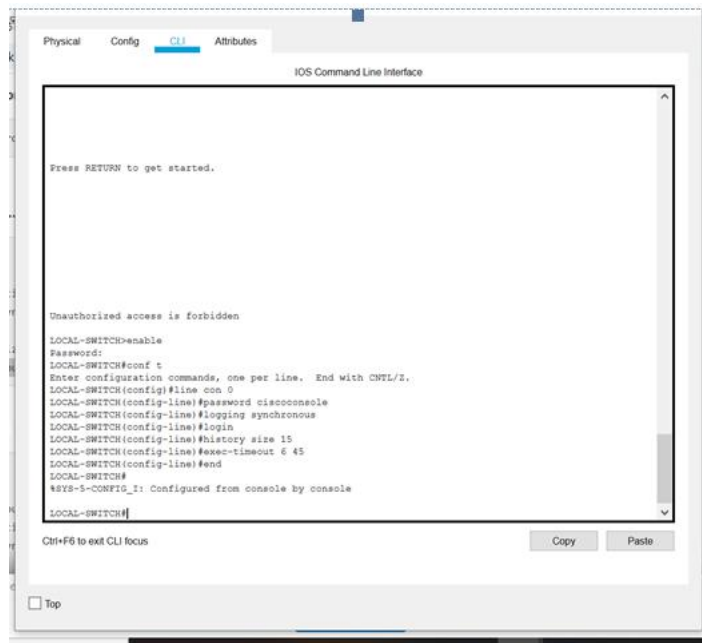 Physical Config CLI Attributes
IOS Command Line Interface
Press RETURN to get started.
Unauthorized access is forbidden
LOCAL-SWITCH>enable
Password:
LOCAL-SWITCH#conf t
Enter configuration commands, one per line. End with CNTL/Z.
LOCAL-SWITCH(config)#line con 0
LOCAL-SWITCH(config-line)#password ciscoconsole
LOCAL-SWITCH(config-line)#logging synchronous
LOCAL-SWITCH(config-line)#login
LOCAL-SWITCH(config-line)#history size 15
LOCAL-SWITCH(config-line)#exec-timeout 6 45
LOCAL-SWITCH(config-line)#end
LOCAL-SWITCH#
%SYS-5-CONFIG_I: Configured from console by console
LOCAL-SWITCH#
Ctrl+F6 to exit CLI focus
Copy Paste
Top